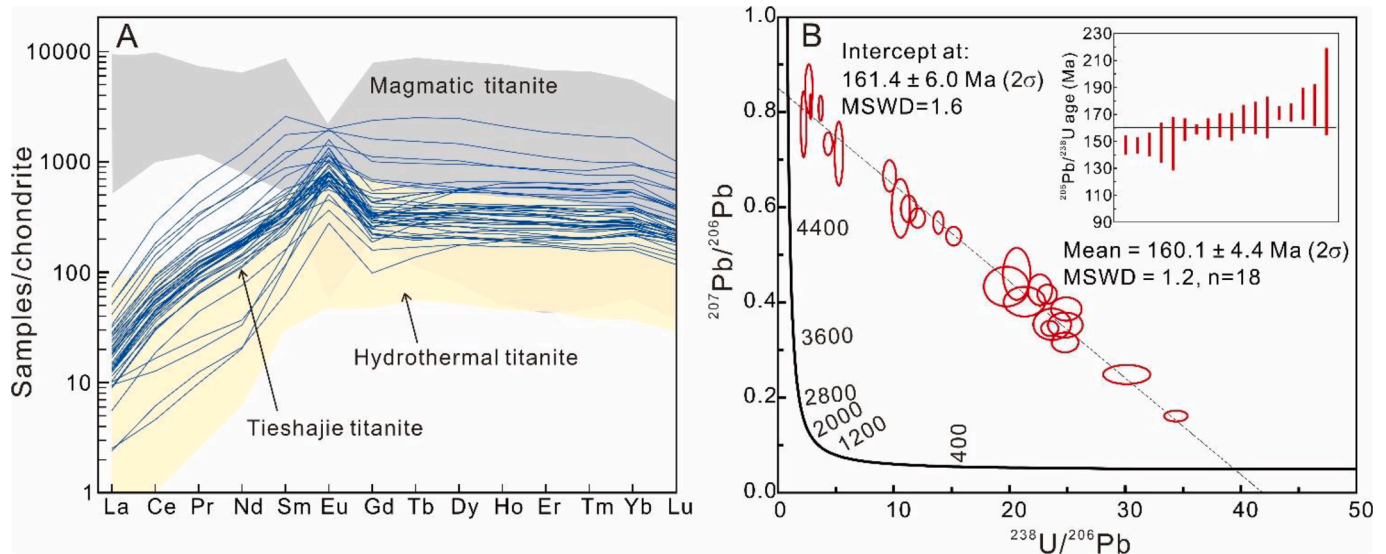 A
Samples/chondrite
10000
1000
100
10
1
Magmatic titanite
Hydrothermal titanite
Tieshajie titanite
La Ce Pr Nd Sm Eu Gd Tb Dy Ho Er Tm Yb Lu
B
²⁰⁷Pb/²⁰⁶Pb
1.0
0.8
0.6
0.4
0.2
0.0
Intercept at:
161.4 ± 6.0 Ma (2σ)
MSWD=1.6
4400
3600
2800
2000
1200
400
²⁰⁶Pb/²³⁸U age (Ma)
230
210
190
170
150
130
110
90
Mean = 160.1 ± 4.4 Ma (2σ)
MSWD = 1.2, n=18
0 10 20 30 40 50
²³⁸U/²⁰⁶Pb